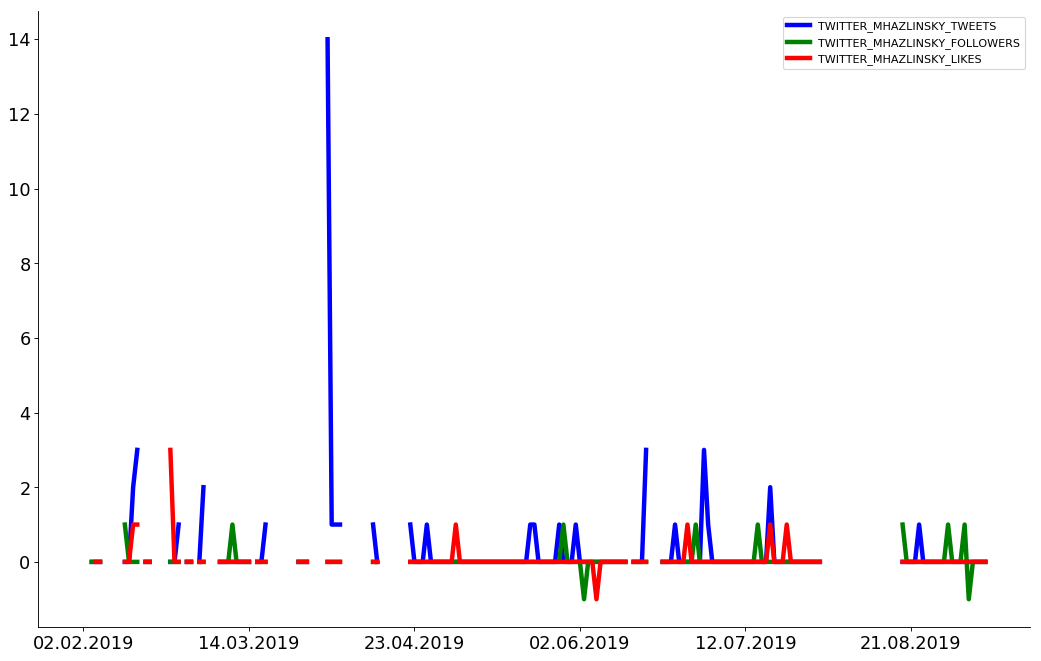 TWITTER_MHAZLINSKY_TWEETS
TWITTER_MHAZLINSKY_FOLLOWERS
TWITTER_MHAZLINSKY_LIKES
14
12
10
8
6
4
2
0
02.02.2019 14.03.2019 23.04.2019 02.06.2019 12.07.2019 21.08.2019